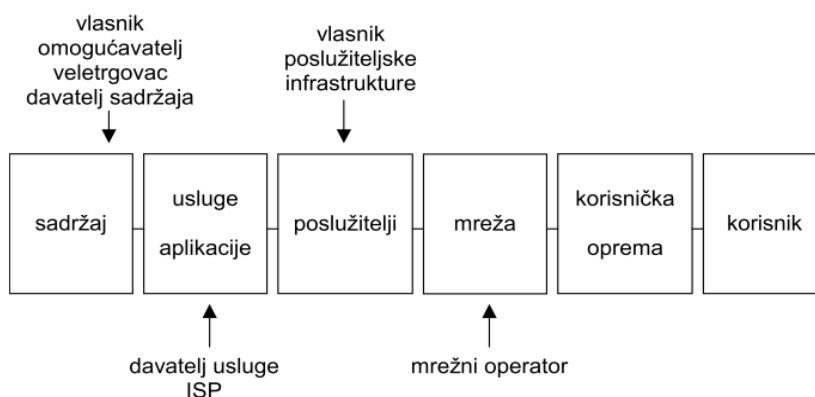 vlasnik
omogućavatelj
veletrgovac
davatelj sadržaja
vlasnik
poslužiteljske
infrastrukture
sadržaj
usluge
aplikacije
poslužitelji
mreža
korisnička
oprema
korisnik
davatelj usluge
ISP
mrežni operator